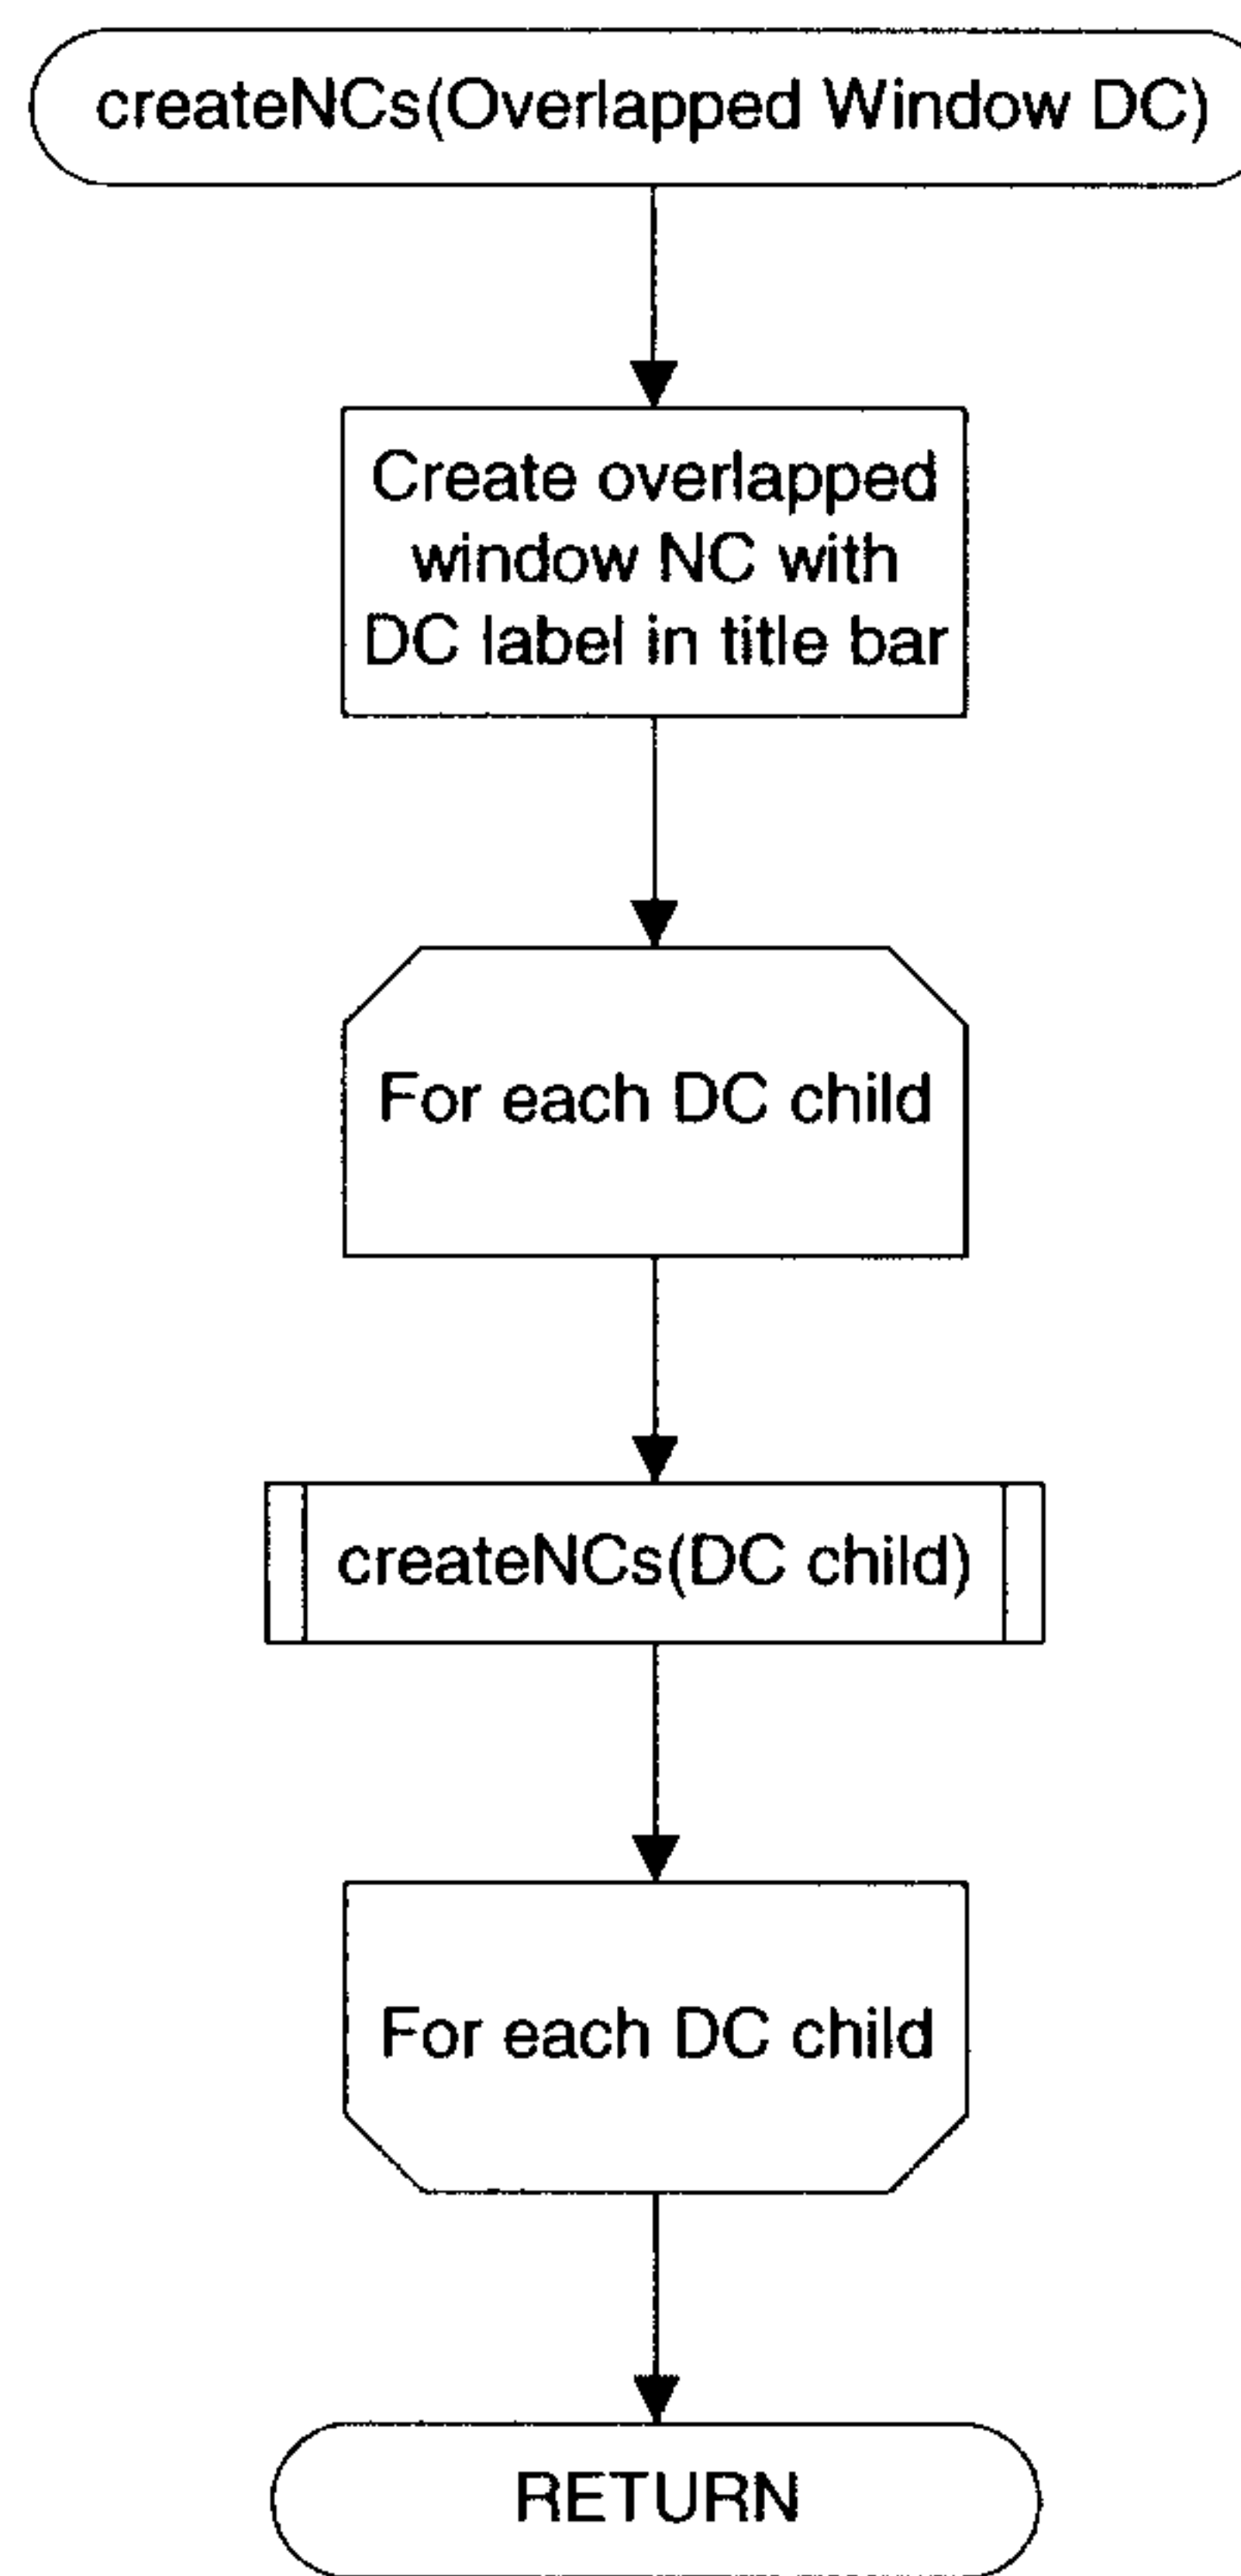 createNCs(Overlapped Window DC)
Create overlapped
window NC with
DC label in title bar
For each DC child
createNCs(DC child)
For each DC child
RETURN